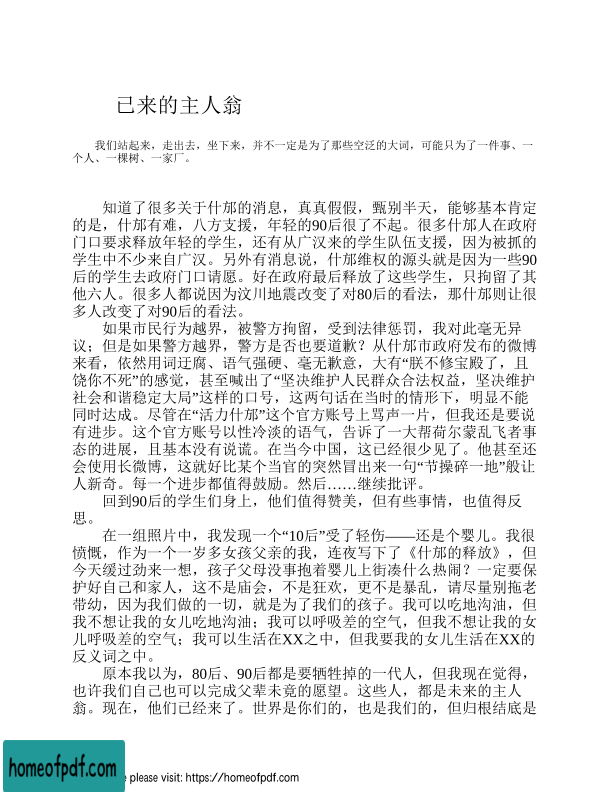 已来的主人翁
我们站起来，走出去，坐下来，并不一定是为了那些空泛的大词，可能只为了一件事、一
个人、一棵树、一家厂。
知道了很多关于什邡的消息，真真假假，甄别半天，能够基本肯定
的是，什邡有难，八方支援，年轻的90后很了不起。很多什邡人在政府
门口要求释放年轻的学生，还有从广汉来的学生队伍支援，因为被抓的
学生中不少来自广汉。另外有消息说，什邡维权的源头就是因为一些90
后的学生去政府门口请愿。好在政府最后释放了这些学生，只拘留了其
他六人。很多人都说因为汶川地震改变了对80后的看法，那什邡则让很
多人改变了对90后的看法。
如果市民行为越界，被警方拘留，受到法律惩罚，我对此毫无异
议；但是如果警方越界，警方是否也要道歉？从什邡市政府发布的微博
来看，依然用词迂腐、语气强硬、毫无歉意，大有“朕不修宝殿了，且
饶你不死”的感觉，甚至喊出了“坚决维护人民群众合法权益，坚决维护
社会和谐稳定大局”这样的口号，这两句话在当时的情形下，明显不能
同时达成。尽管在“活力什邡”这个官方账号上骂声一片，但我还是要说
有进步。这个官方账号以性冷淡的语气，告诉了一大帮荷尔蒙乱飞者事
态的进展，且基本没有说谎。在当今中国，这已经很少见了。他甚至还
会使用长微博，这就好比某个当官的突然冒出来一句“节操碎一地”般让
人新奇。每一个进步都值得鼓励。然后……继续批评。
回到90后的学生们身上，他们值得赞美，但有些事情，也值得反
思。
在一组照片中，我发现一个“10后”受了轻伤——还是个婴儿。我很
愤慨，作为一个一岁多女孩父亲的我，连夜写下了《什邡的释放》，但
今天缓过劲来一想，孩子父母没事抱着婴儿上街凑什么热闹？一定要保
护好自己和家人，这不是庙会，不是狂欢，更不是暴乱，请尽量别拖老
带幼，因为我们做的一切，就是为了我们的孩子。我可以吃地沟油，但
我不想让我的女儿吃地沟油；我可以呼吸差的空气，但我不想让我的女
儿呼吸差的空气；我可以生活在XX之中，但我要我的女儿生活在XX的
反义词之中。
原本我以为，80后、90后都是要牺牲掉的一代人，但我现在觉得，
也许我们自己也可以完成父辈未竟的愿望。这些人，都是未来的主人
翁。现在，他们已经来了。世界是你们的，也是我们的，但归根结底是
homeofpdf.com
please visit: https://homeofpdf.com